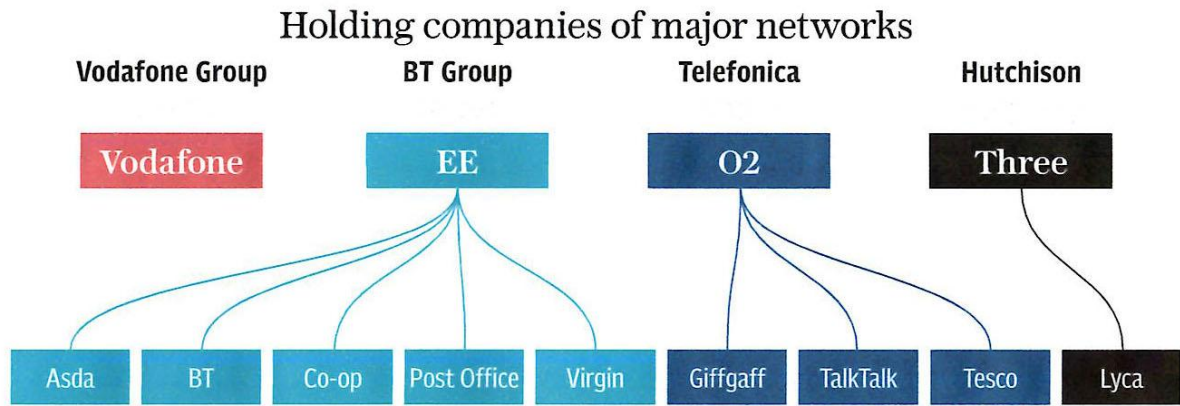 Holding companies of major networks
Vodafone Group BT Group Telefonica Hutchison
Vodafone EE O2 Three
Asda BT Co-op Post Office Virgin Giffgaff TalkTalk Tesco Lyca